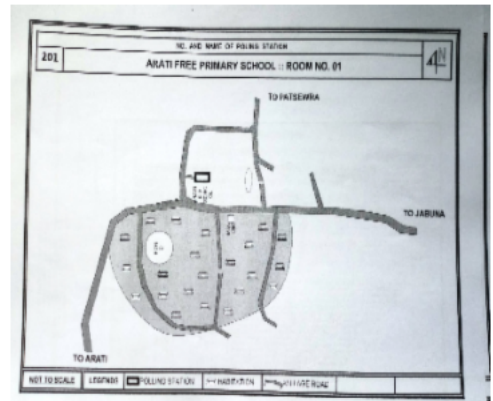 NO. AND NAME OF POLLING STATION
201
ARATI FREE PRIMARY SCHOOL :: ROOM NO. 01
N
TO PATSEWRA
TO JABUNA
TO ARATI
NOT TO SCALE
LEGENDS
POLLING STATION
HABITATION
ROAD